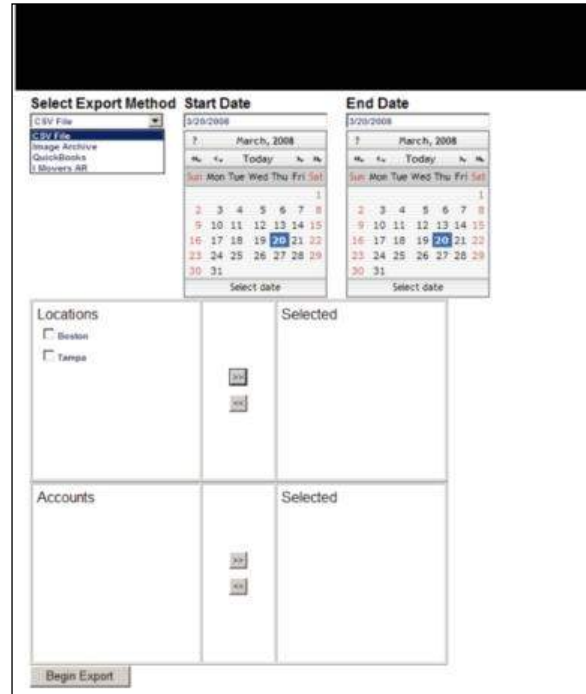 Select Export Method Start Date End Date
CSV File 3/20/2008 3/20/2008
CSV File
Image Archive
QuickBooks
I Movers AR
? March, 2008 ? March, 2008
« ‹ Today › » « ‹ Today › »
Sun Mon Tue Wed Thu Fri Sat Sun Mon Tue Wed Thu Fri Sat
1 1
2 3 4 5 6 7 8 2 3 4 5 6 7 8
9 10 11 12 13 14 15 9 10 11 12 13 14 15
16 17 18 19 20 21 22 16 17 18 19 20 21 22
23 24 25 26 27 28 29 23 24 25 26 27 28 29
30 31 30 31
Select date Select date
Locations Selected
Boston
Tampa
>>
<<
Accounts Selected
>>
<<
Begin Export